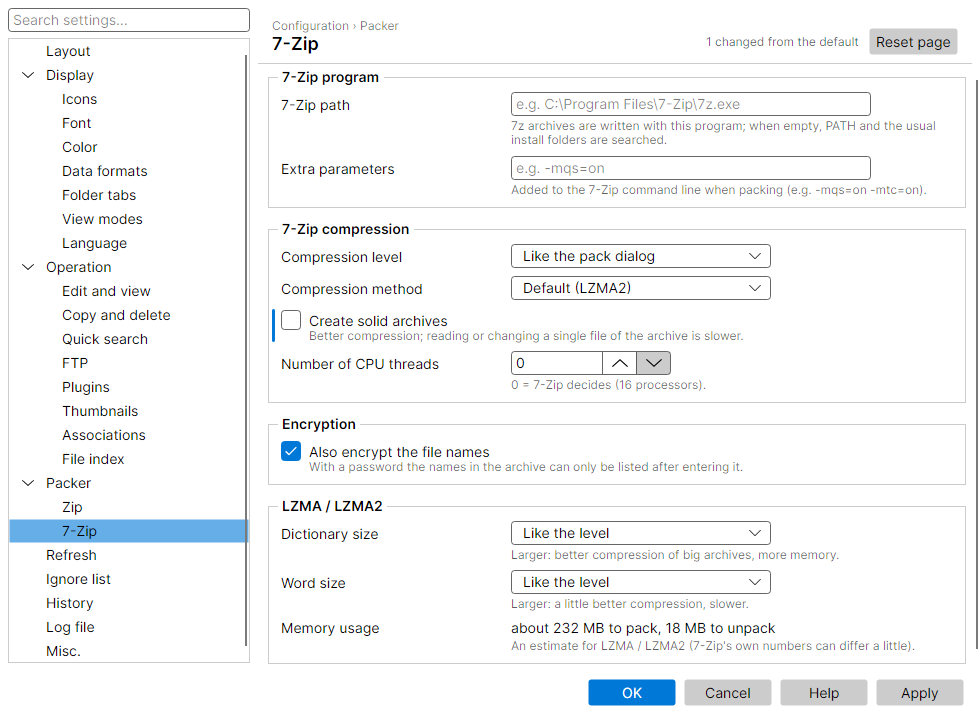 Search settings...
Layout
Display
Icons
Font
Color
Data formats
Folder tabs
View modes
Language
Operation
Edit and view
Copy and delete
Quick search
FTP
Plugins
Thumbnails
Associations
File index
Packer
Zip
7-Zip
Refresh
Ignore list
History
Log file
Misc.
Configuration › Packer
7-Zip
1 changed from the default
Reset page
7-Zip program
7-Zip path
e.g. C:\Program Files\7-Zip\7z.exe
7z archives are written with this program; when empty, PATH and the usual
install folders are searched.
Extra parameters
e.g. -mqs=on
Added to the 7-Zip command line when packing (e.g. -mqs=on -mtc=on).
7-Zip compression
Compression level
Like the pack dialog
Compression method
Default (LZMA2)
Create solid archives
Better compression; reading or changing a single file of the archive is slower.
Number of CPU threads
0
0 = 7-Zip decides (16 processors).
Encryption
Also encrypt the file names
With a password the names in the archive can only be listed after entering it.
LZMA / LZMA2
Dictionary size
Like the level
Larger: better compression of big archives, more memory.
Word size
Like the level
Larger: a little better compression, slower.
Memory usage
about 232 MB to pack, 18 MB to unpack
An estimate for LZMA / LZMA2 (7-Zip's own numbers can differ a little).
OK
Cancel
Help
Apply